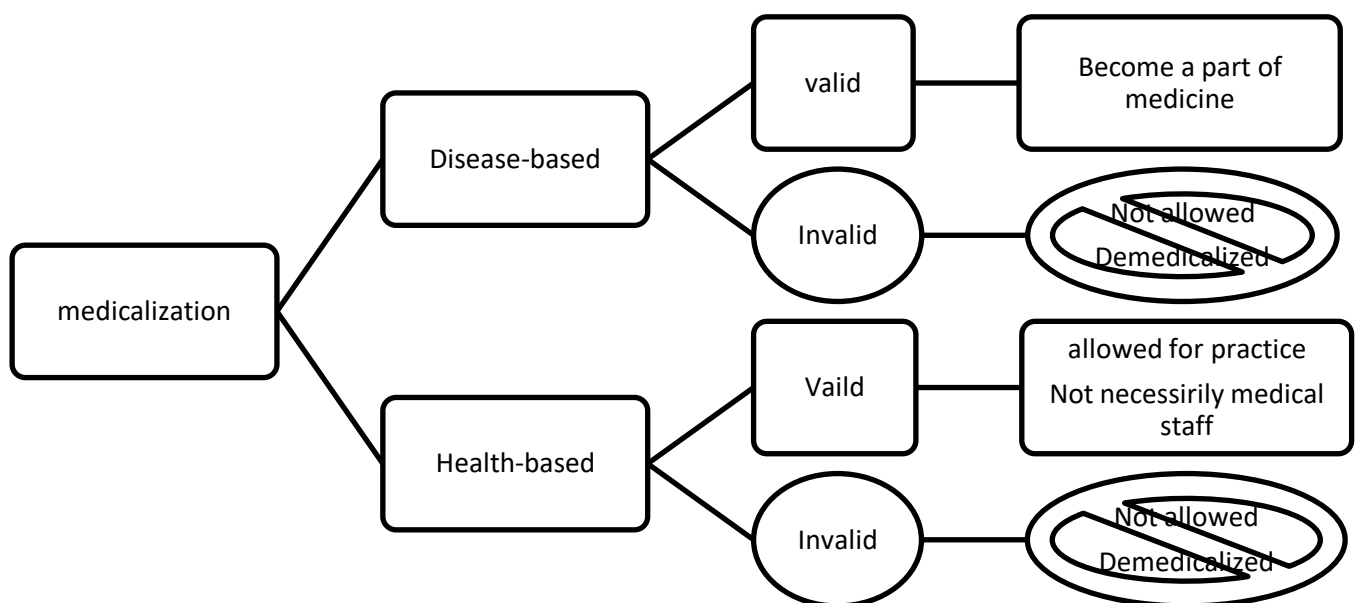 medicalization
Disease-based
valid
Become a part of
medicine
Invalid
Not allowed
Demedicalized
Health-based
Vaild
allowed for practice
Not necessirily medical
staff
Invalid
Not allowed
Demedicalized